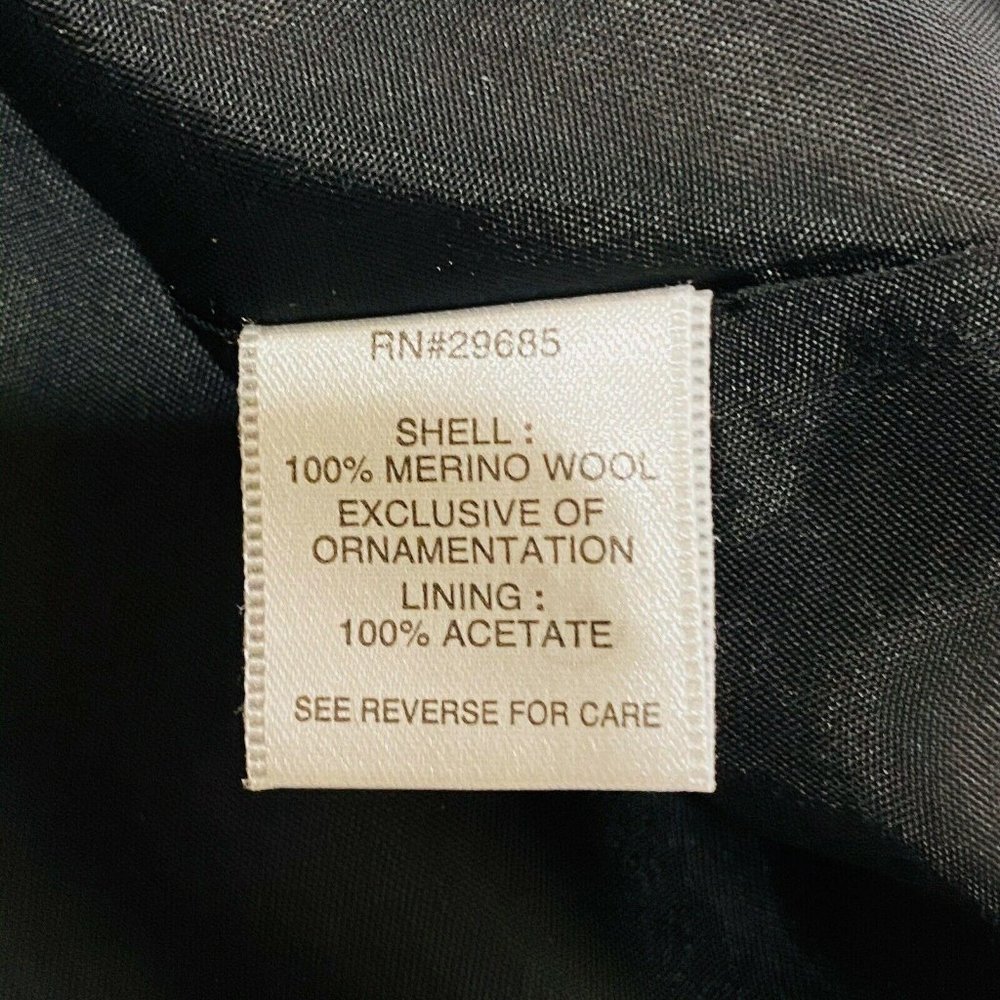 RN#29685
SHELL :
100% MERINO WOOL
EXCLUSIVE OF
ORNAMENTATION
LINING :
100% ACETATE
SEE REVERSE FOR CARE